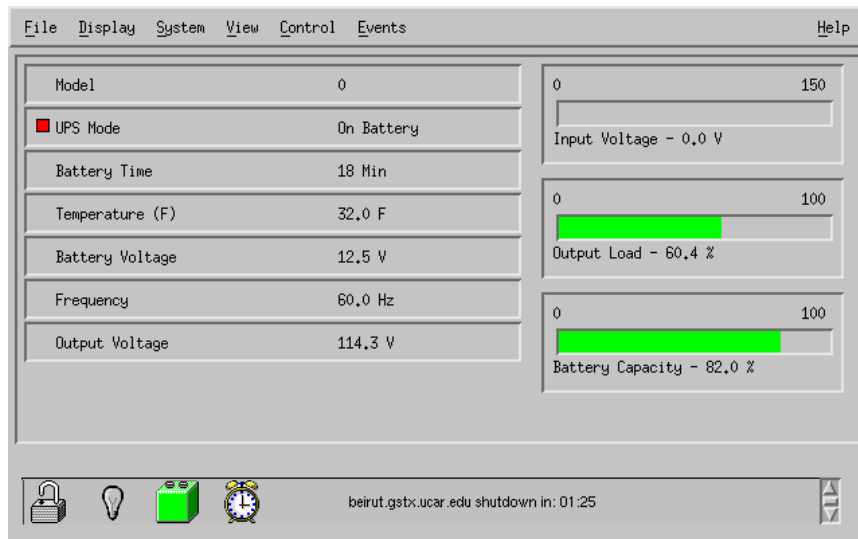 File Display System View Control Events Help
Model 0
UPS Mode On Battery
Battery Time 18 Min
Temperature (F) 32.0 F
Battery Voltage 12.5 V
Frequency 60.0 Hz
Output Voltage 114.3 V
0 150
Input Voltage - 0.0 V
0 100
Output Load - 60.4 %
0 100
Battery Capacity - 82.0 %
beirut.gstx.ucar.edu shutdown in: 01:25